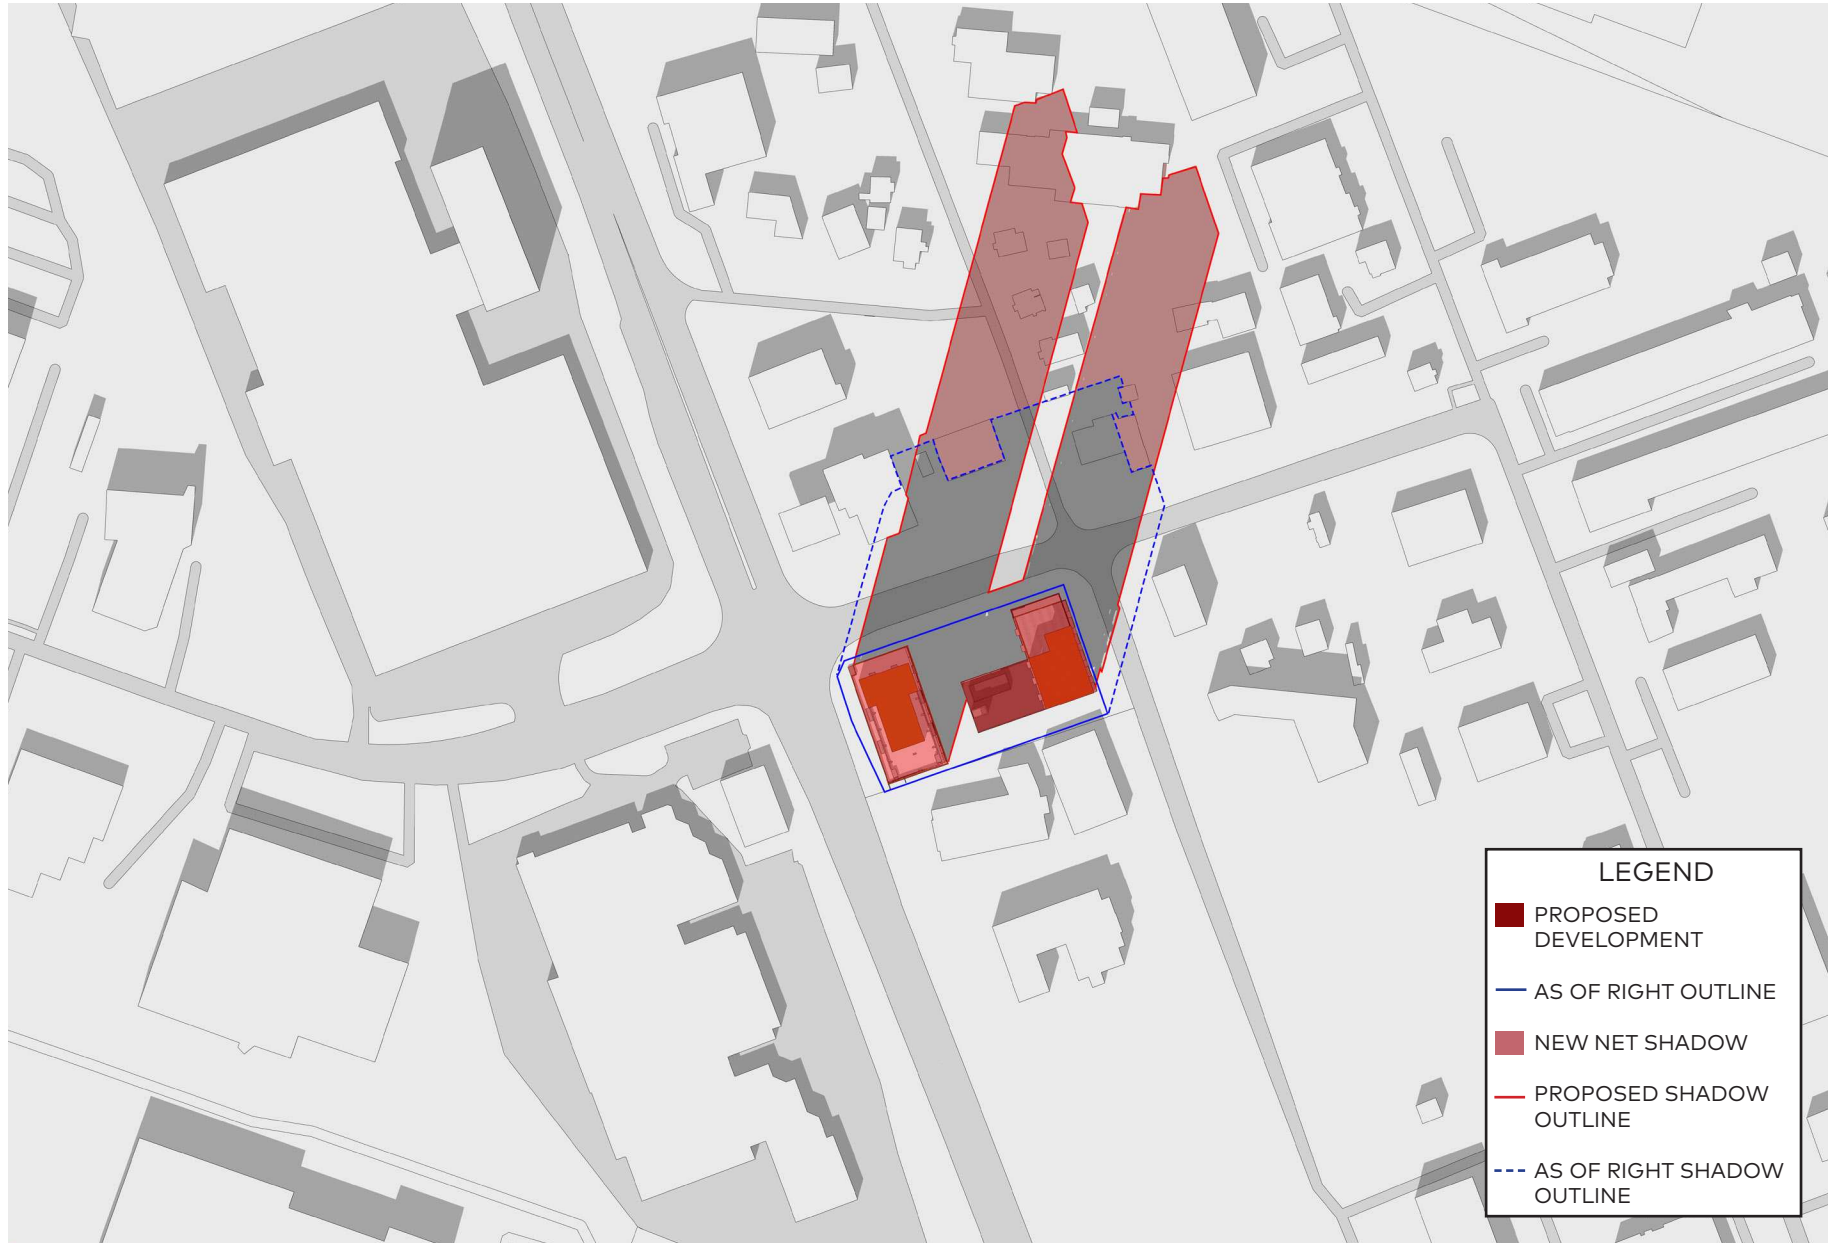 LEGEND
PROPOSED
DEVELOPMENT
AS OF RIGHT OUTLINE
NEW NET SHADOW
PROPOSED SHADOW
OUTLINE
AS OF RIGHT SHADOW
OUTLINE